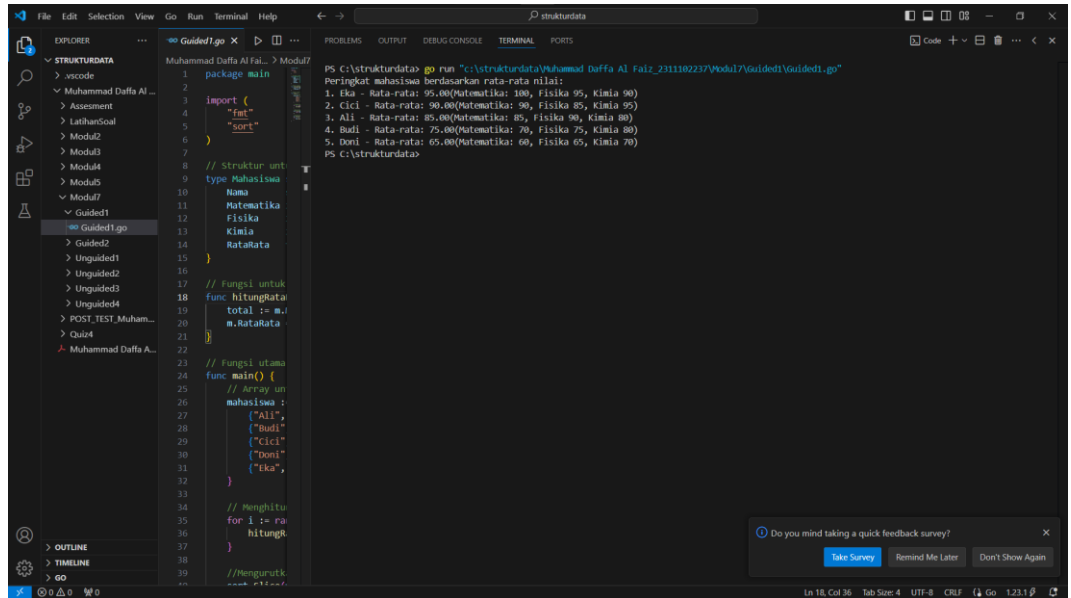 File Edit Selection View Go Run Terminal Help
strukturdata
EXPLORER
STRUKTURDATA
.vscode
Muhammad Daffa Al ...
Assesment
LatihanSoal
Modul2
Modul3
Modul4
Modul5
Modul7
Guided1
Guided1.go
Guided2
Unguided1
Unguided2
Unguided3
Unguided4
POST_TEST_Muham...
Quiz4
Muhammad Daffa A...
OUTLINE
TIMELINE
GO
Guided1.go
Muhammad Daffa Al Fai... > Modul7
1 package main
2
3 import (
4 "fmt"
5 "sort"
6 )
7
8 // Struktur unt
9 type Mahasiswa
10 Nama
11 Matematika
12 Fisika
13 Kimia
14 RataRata
15 }
16
17 // Fungsi untuk
18 func hitungRata
19 total := m.
20 m.RataRata
21 }
22
23 // Fungsi utama
24 func main() {
25 // Array un
26 mahasiswa :
27 {"Ali",
28 {"Budi"
29 {"Cici"
30 {"Doni"
31 {"Eka",
32 }
33
34 // Menghitu
35 for i := ra
36 hitungR
37 }
38
39 //Mengurutk
PROBLEMS OUTPUT DEBUG CONSOLE TERMINAL PORTS
Code
PS C:\strukturdata> go run "c:\strukturdata\Muhammad Daffa Al Faiz_2311102237\Modul7\Guided1\Guided1.go"
Peringkat mahasiswa berdasarkan rata-rata nilai:
1. Eka - Rata-rata: 95.00(Matematika: 100, Fisika 95, Kimia 90)
2. Cici - Rata-rata: 90.00(Matematika: 90, Fisika 85, Kimia 95)
3. Ali - Rata-rata: 85.00(Matematika: 85, Fisika 90, Kimia 80)
4. Budi - Rata-rata: 75.00(Matematika: 70, Fisika 75, Kimia 80)
5. Doni - Rata-rata: 65.00(Matematika: 60, Fisika 65, Kimia 70)
PS C:\strukturdata>
Do you mind taking a quick feedback survey?
Take Survey Remind Me Later Don't Show Again
0 0 0 Ln 18, Col 36 Tab Size: 4 UTF-8 CRLF Go 1.23.1